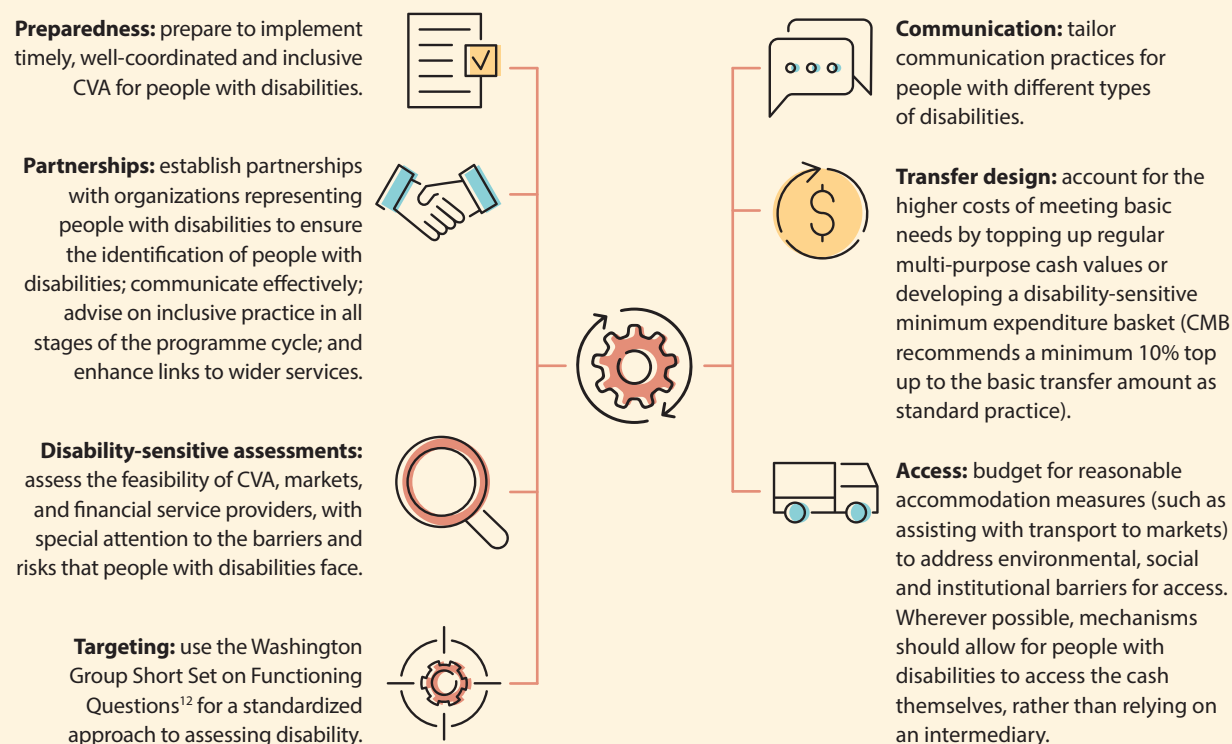 Preparedness: prepare to implement
timely, well-coordinated and inclusive
CVA for people with disabilities.
Partnerships: establish partnerships
with organizations representing
people with disabilities to ensure
the identification of people with
disabilities; communicate effectively;
advise on inclusive practice in all
stages of the programme cycle; and
enhance links to wider services.
Disability-sensitive assessments:
assess the feasibility of CVA, markets,
and financial service providers, with
special attention to the barriers and
risks that people with disabilities face.
Targeting: use the Washington
Group Short Set on Functioning
Questions12 for a standardized
approach to assessing disability.
Communication: tailor
communication practices for
people with different types
of disabilities.
$
Transfer design: account for the
higher costs of meeting basic
needs by topping up regular
multi-purpose cash values or
developing a disability-sensitive
minimum expenditure basket (CMB
recommends a minimum 10% top
up to the basic transfer amount as
standard practice).
Access: budget for reasonable
accommodation measures (such as
assisting with transport to markets)
to address environmental, social
and institutional barriers for access.
Wherever possible, mechanisms
should allow for people with
disabilities to access the cash
themselves, rather than relying on
an intermediary.